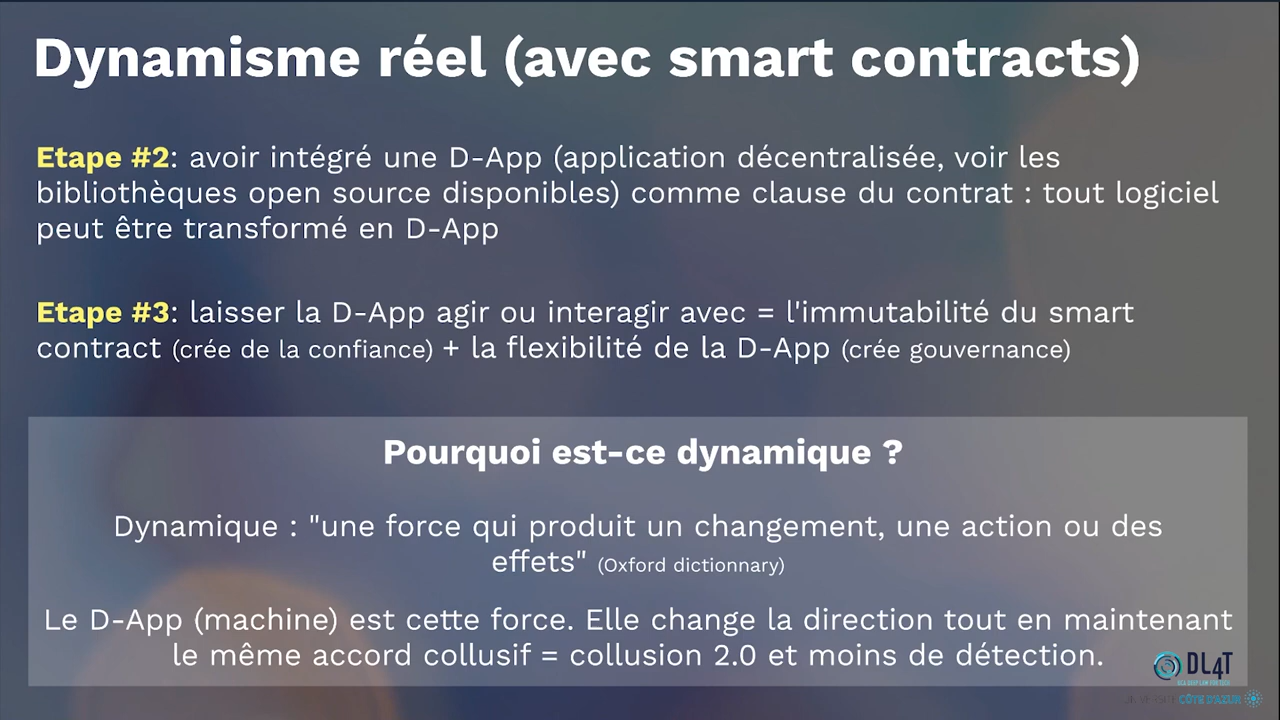 Dynamisme réel (avec smart contracts)
Etape #2: avoir intégré une D-App (application décentralisée, voir les
bibliothèques open source disponibles) comme clause du contrat : tout logiciel
peut être transformé en D-App
Etape #3: laisser la D-App agir ou interagir avec = l'immutabilité du smart
contract (crée de la confiance) + la flexibilité de la D-App (crée gouvernance)
Pourquoi est-ce dynamique ?
Dynamique : "une force qui produit un changement, une action ou des
effets" (Oxford dictionnary)
Le D-App (machine) est cette force. Elle change la direction tout en maintenant
le même accord collusif = collusion 2.0 et moins de détection.
DL4T
CÔTE D'AZUR